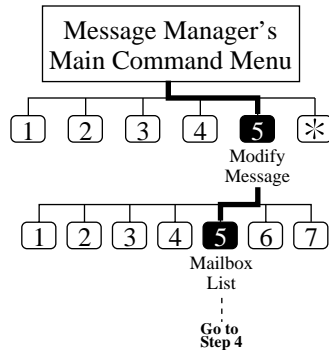 Message Manager's
Main Command Menu
1 2 3 4 5 *
Modify
Message
1 2 3 4 5 6 7
Mailbox
List
Go to
Step 4